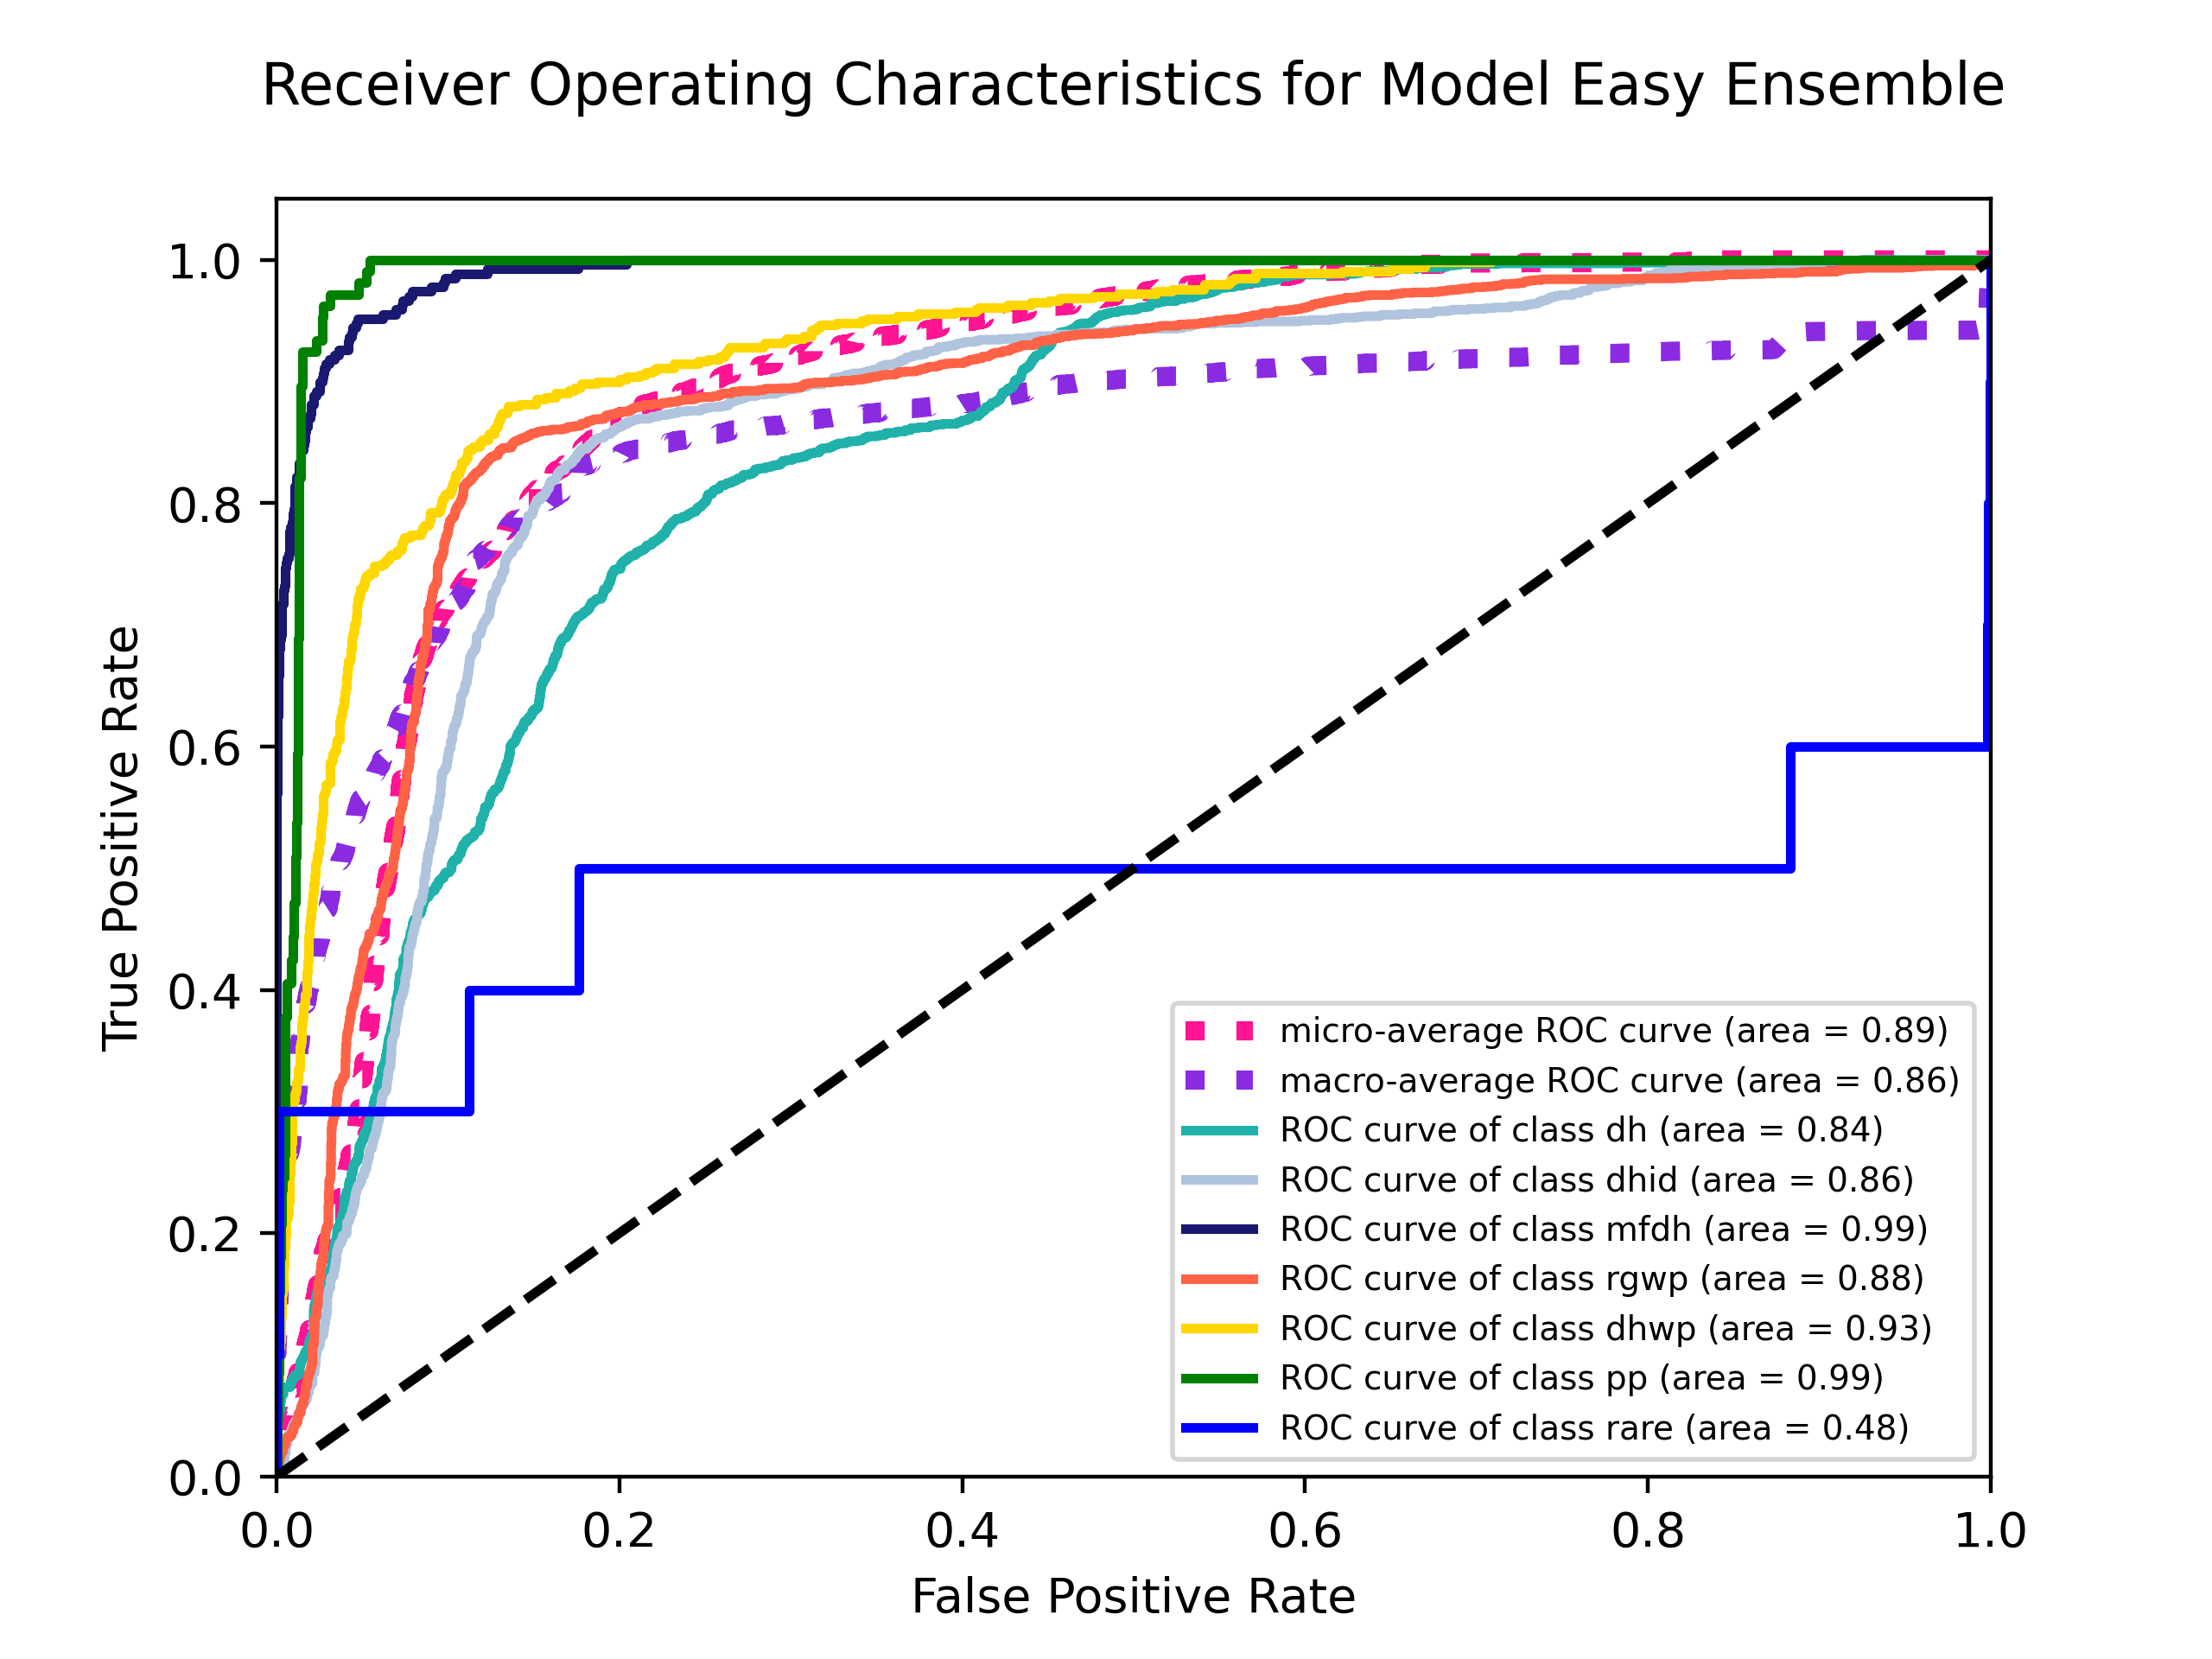 Receiver Operating Characteristics for Model Easy Ensemble
1.0
0.8
0.6
0.4
0.2
0.0
True Positive Rate
micro-average ROC curve (area = 0.89)
macro-average ROC curve (area = 0.86)
ROC curve of class dh (area = 0.84)
ROC curve of class dhid (area = 0.86)
ROC curve of class mfdh (area = 0.99)
ROC curve of class rgwp (area = 0.88)
ROC curve of class dhwp (area = 0.93)
ROC curve of class pp (area = 0.99)
ROC curve of class rare (area = 0.48)
0.0 0.2 0.4 0.6 0.8 1.0
False Positive Rate